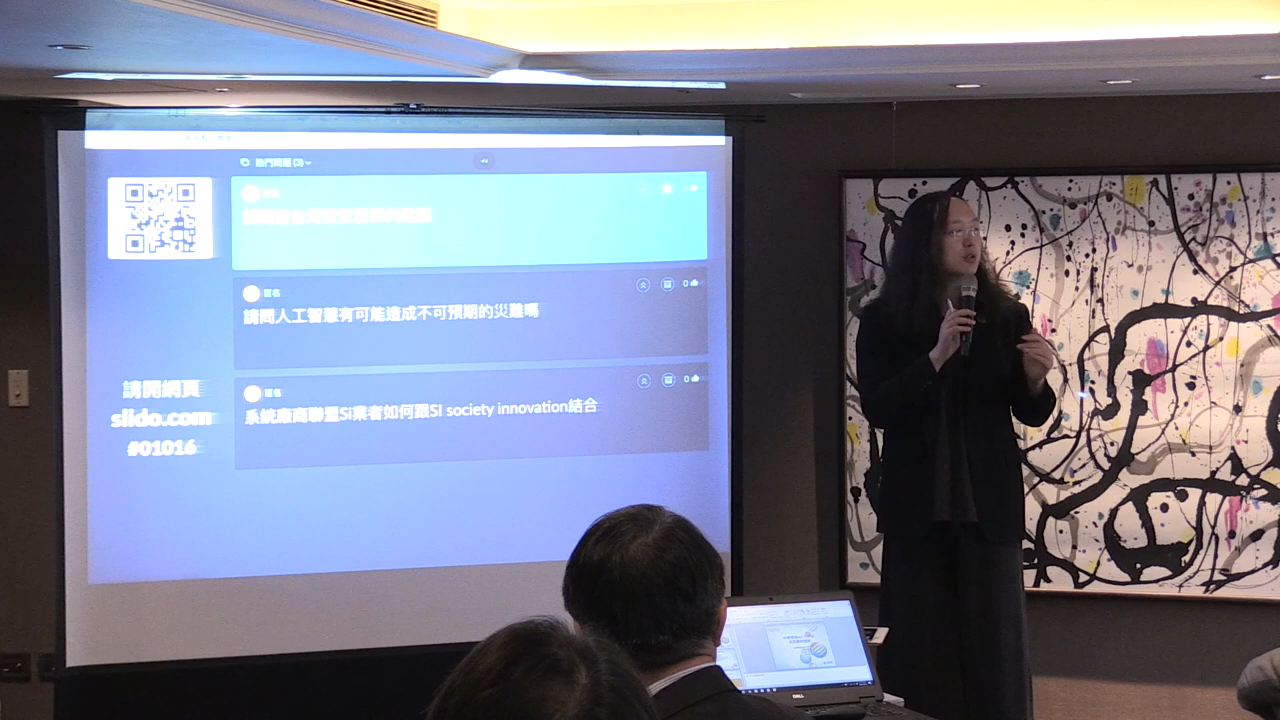 熱門問題 (3)
匿名
請問人工智慧有可能造成不可預期的災難嗎
0
匿名
系統廠商聯盟Si業者如何跟SI society innovation結合
0
請開網頁
slido.com
#01016
DELL